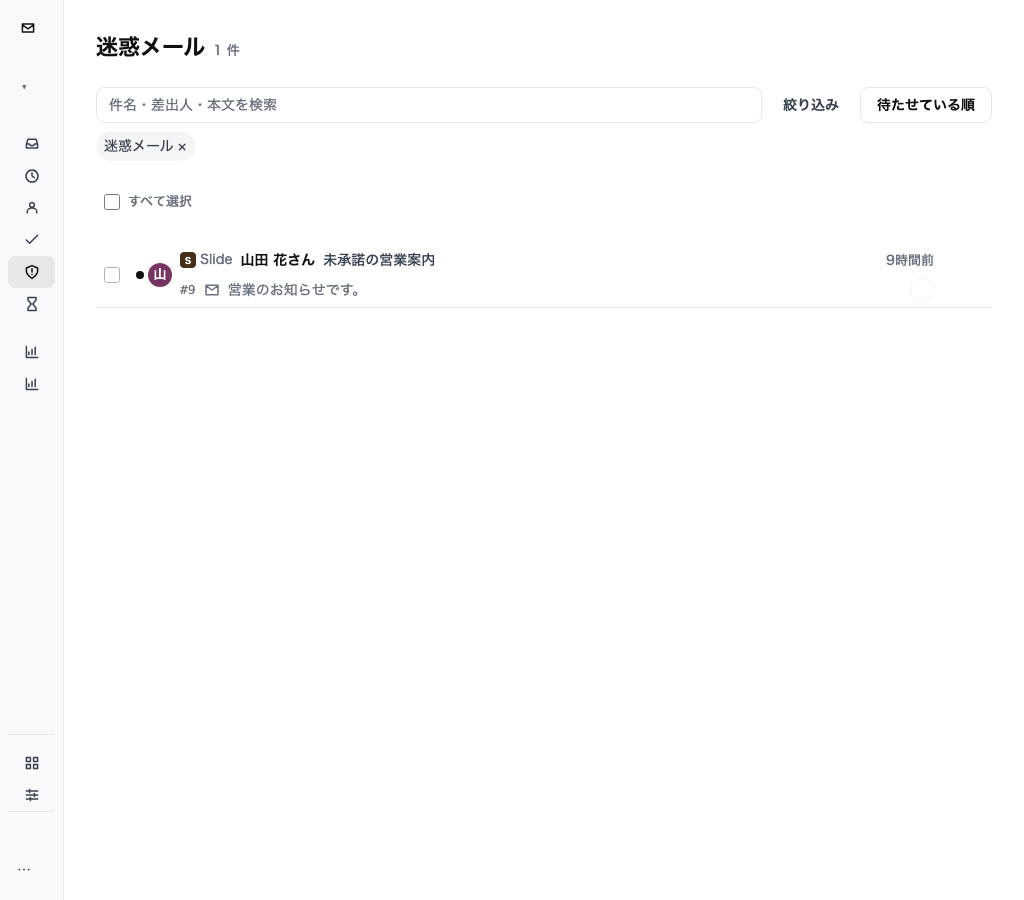 迷惑メール 1 件
件名・差出人・本文を検索
絞り込み
待たせている順
迷惑メール ×
すべて選択
山
S Slide 山田 花さん 未承諾の営業案内
9時間前
#9 営業のお知らせです。